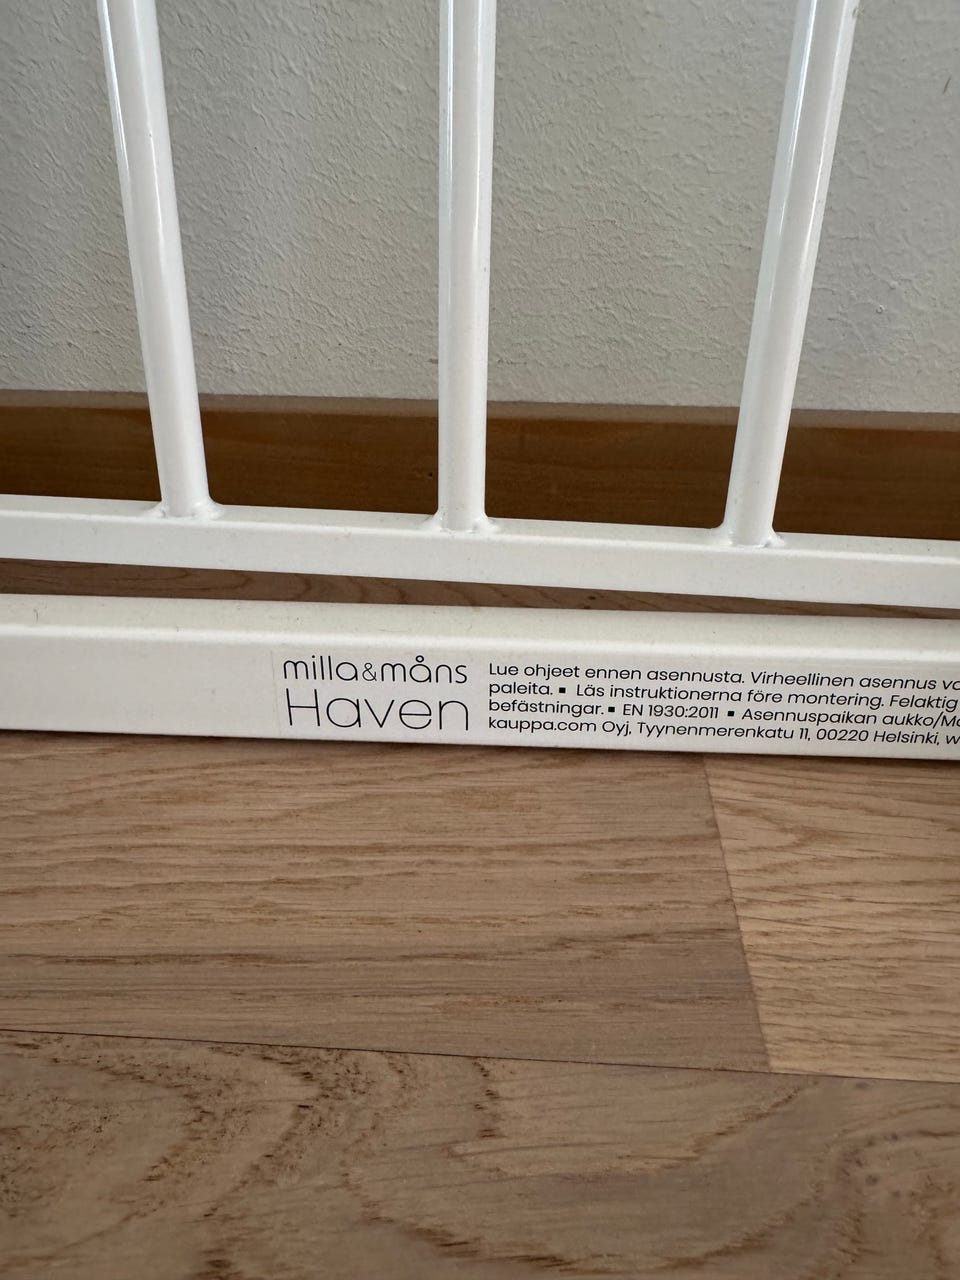 milla&måns
Haven
Lue ohjeet ennen asennusta. Virheellinen asennus
paleita. ▪ Läs instruktionerna före montering. Felaktig
befästningar. ▪ EN 1930:2011 ▪ Asennuspaikan aukko/
kauppa.com Oyj, Tyynenmerenkatu 11, 00220 Helsinki,